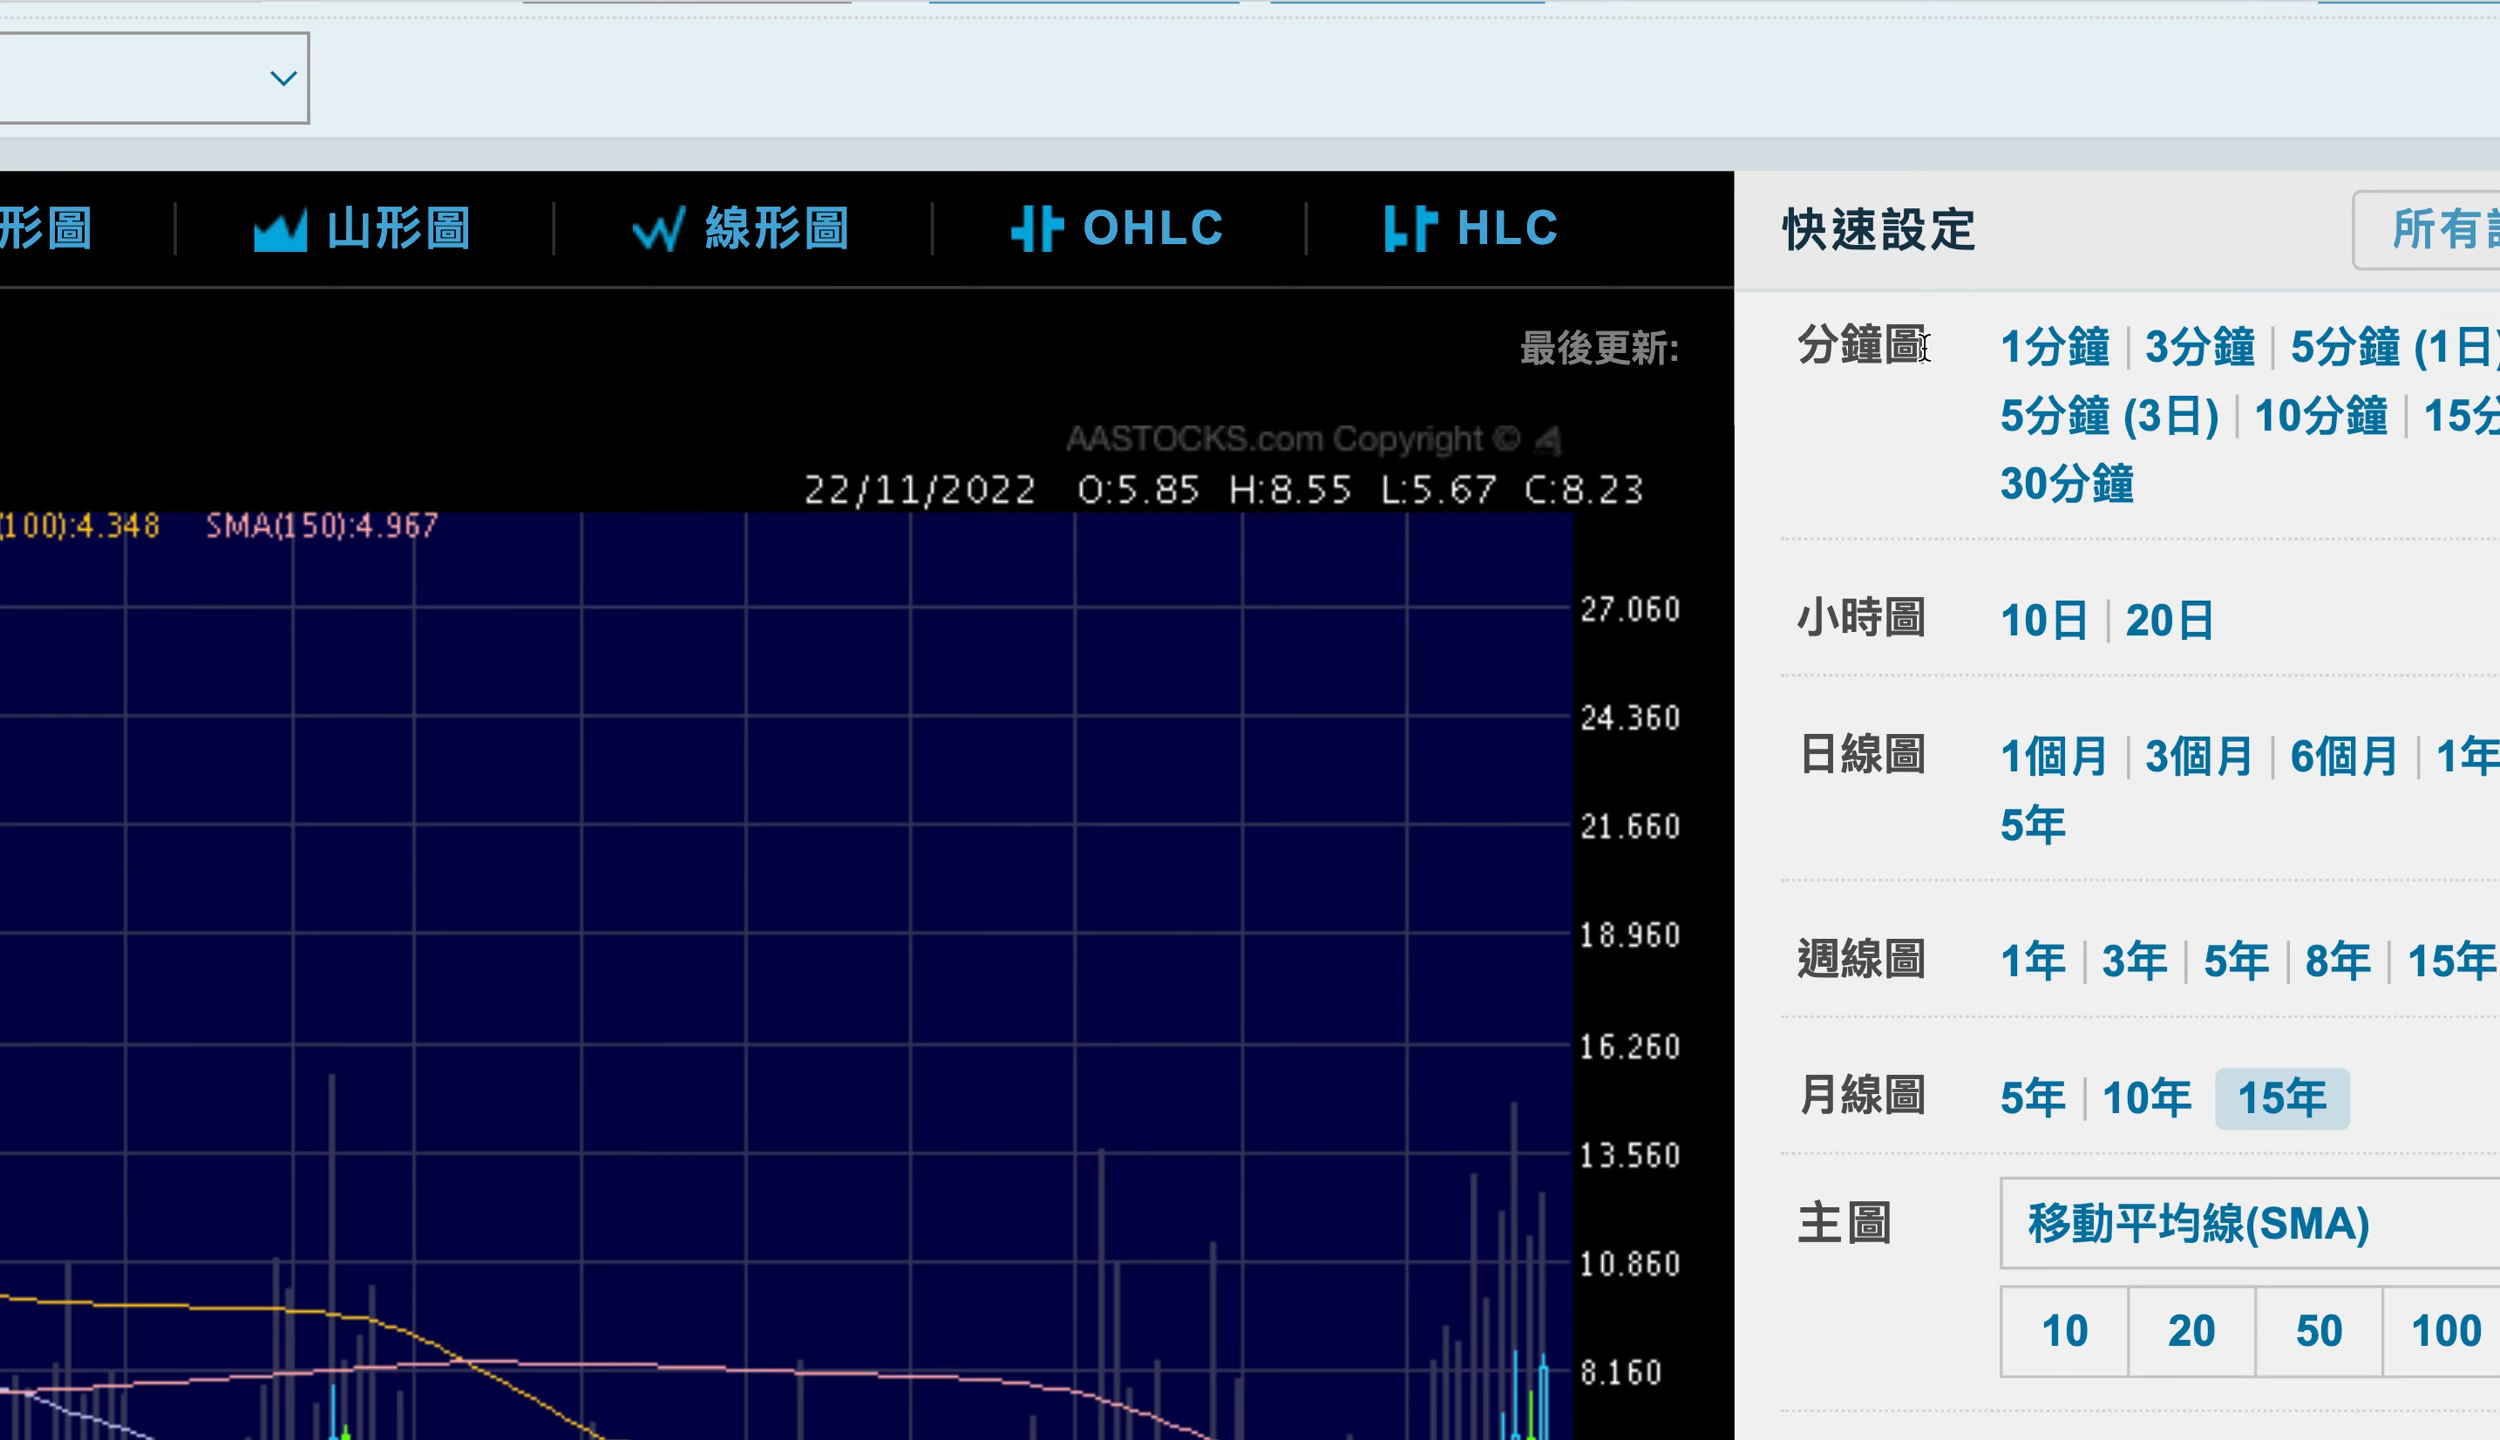 形圖 山形圖 線形圖 OHLC HLC 快速設定 所有
最後更新:
AASTOCKS.com Copyright ©
22/11/2022 O:5.85 H:8.55 L:5.67 C:8.23
(100):4.348 SMA(150):4.967
27.060
24.360
21.660
18.960
16.260
13.560
10.860
8.160
分鐘圖 1分鐘 3分鐘 5分鐘 (1日)
5分鐘 (3日) 10分鐘 15分
30分鐘
小時圖 10日 20日
日線圖 1個月 3個月 6個月 1年
5年
週線圖 1年 3年 5年 8年 15年
月線圖 5年 10年 15年
主圖 移動平均線(SMA)
10 20 50 100